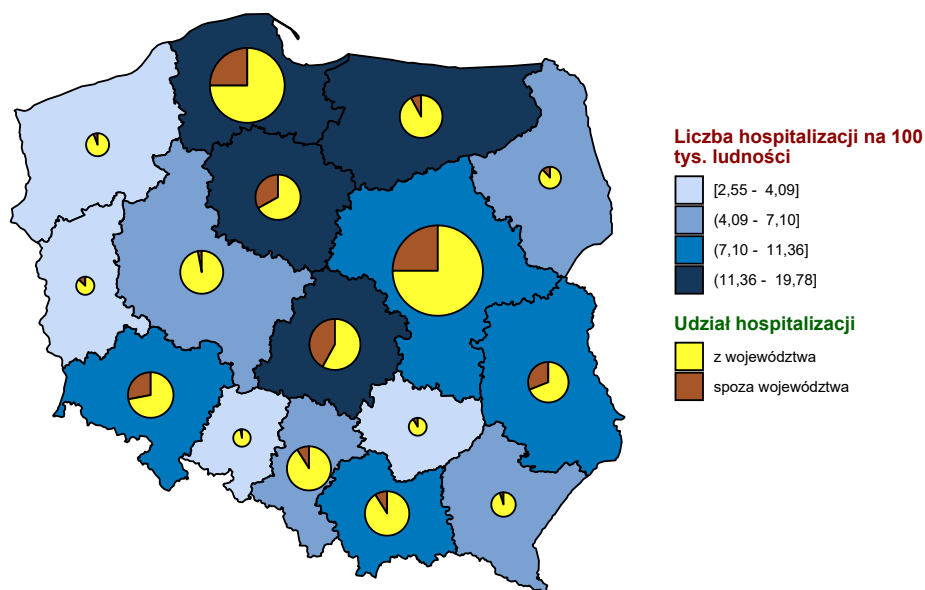 Liczba hospitalizacji na 100
tys. ludności
[2,55 - 4,09]
(4,09 - 7,10]
(7,10 - 11,36]
(11,36 - 19,78]
Udział hospitalizacji
z województwa
spoza województwa